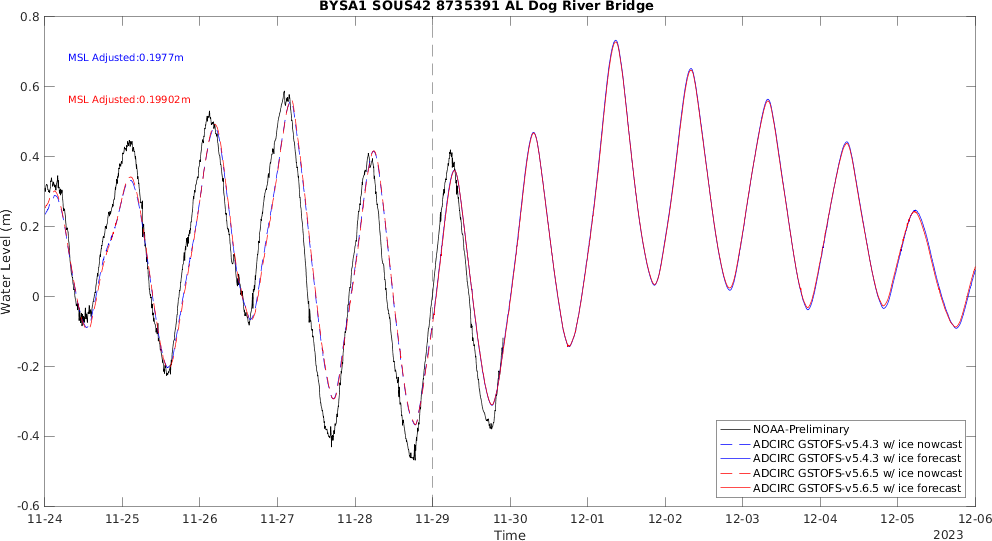 BYSA1 SOUS42 8735391 AL Dog River Bridge
MSL Adjusted:0.1977m
MSL Adjusted:0.19902m
Water Level (m)
0.8
0.6
0.4
0.2
0
-0.2
-0.4
-0.6
NOAA-Preliminary
ADCIRC GSTOFS-v5.4.3 w/ ice nowcast
ADCIRC GSTOFS-v5.4.3 w/ ice forecast
ADCIRC GSTOFS-v5.6.5 w/ ice nowcast
ADCIRC GSTOFS-v5.6.5 w/ ice forecast
11-24 11-25 11-26 11-27 11-28 11-29 11-30 12-01 12-02 12-03 12-04 12-05 12-06
Time
2023